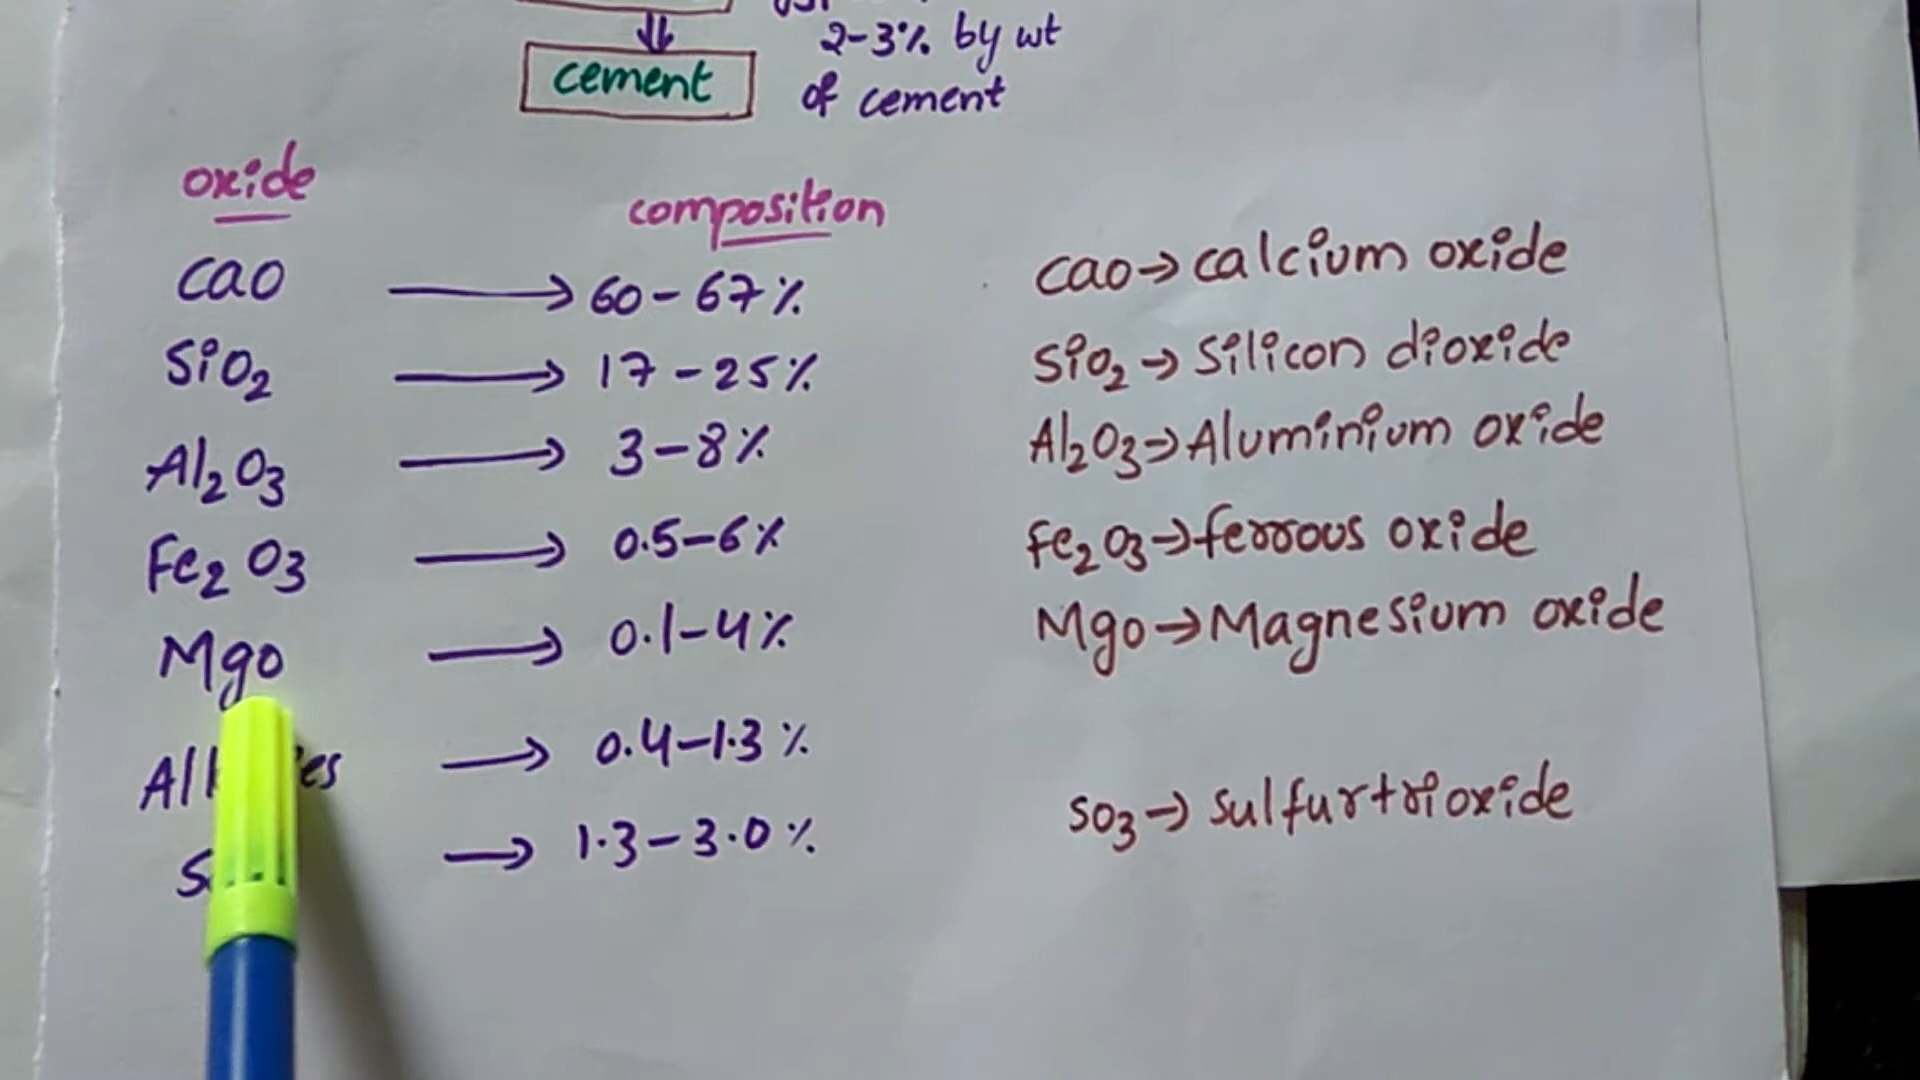 2-3% by wt
cement
of cement
oxide
composition
CaO → 60-67%
SiO2 → 17-25%
Al2O3 → 3-8%
Fe2O3 → 0.5-6%
Mgo → 0.1-4%
→ 0.4-1.3%
→ 1.3-3.0%
Cao→ calcium oxide
SiO2→ Silicon dioxide
Al2O3→Aluminium oxide
Fe2O3→ferrous oxide
Mgo→Magnesium oxide
SO3→ Sulfurtrioxide